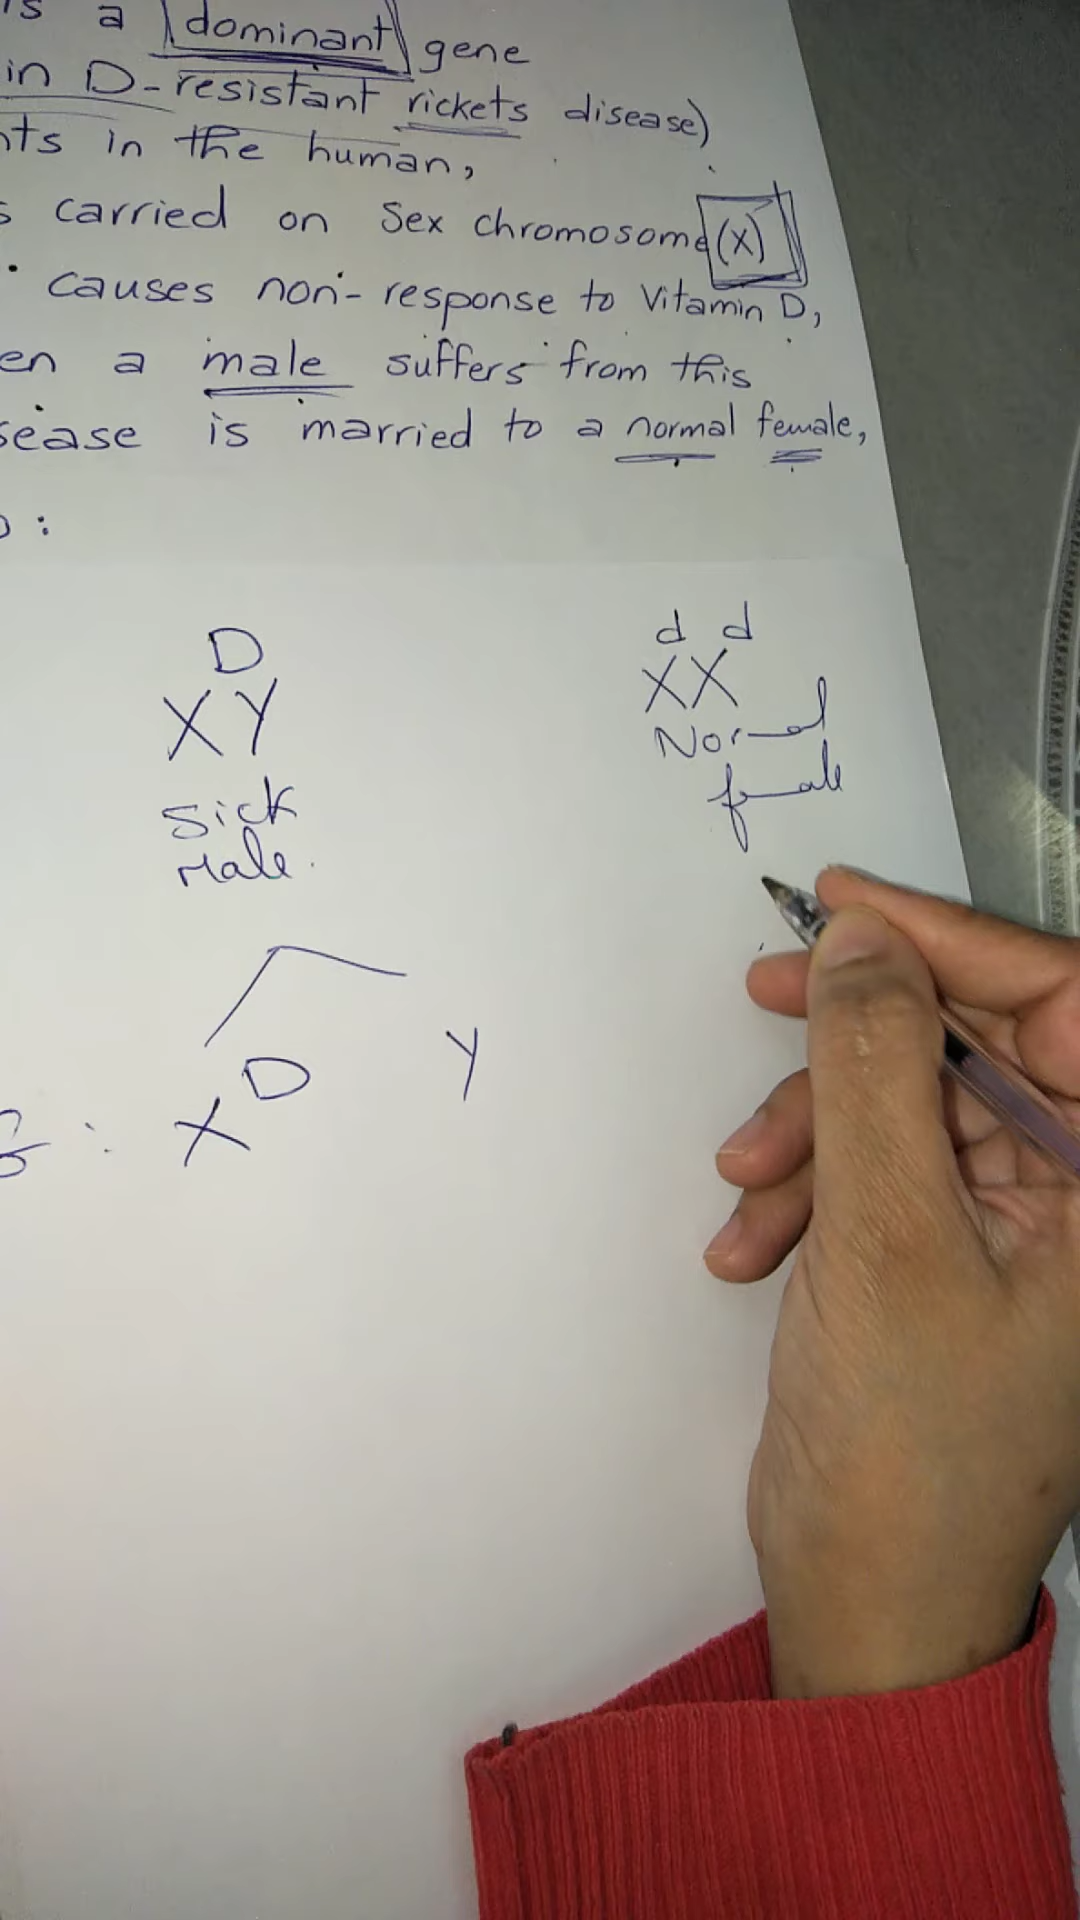 is a dominant gene
in D-resistant rickets disease)
in the human,
carried on Sex chromosome (X)
causes non-response to Vitamin D,
a male suffers from this
is married to a normal female,
:
D
XY
Sick
Male.
d d
XX
Normal
female
X D Y